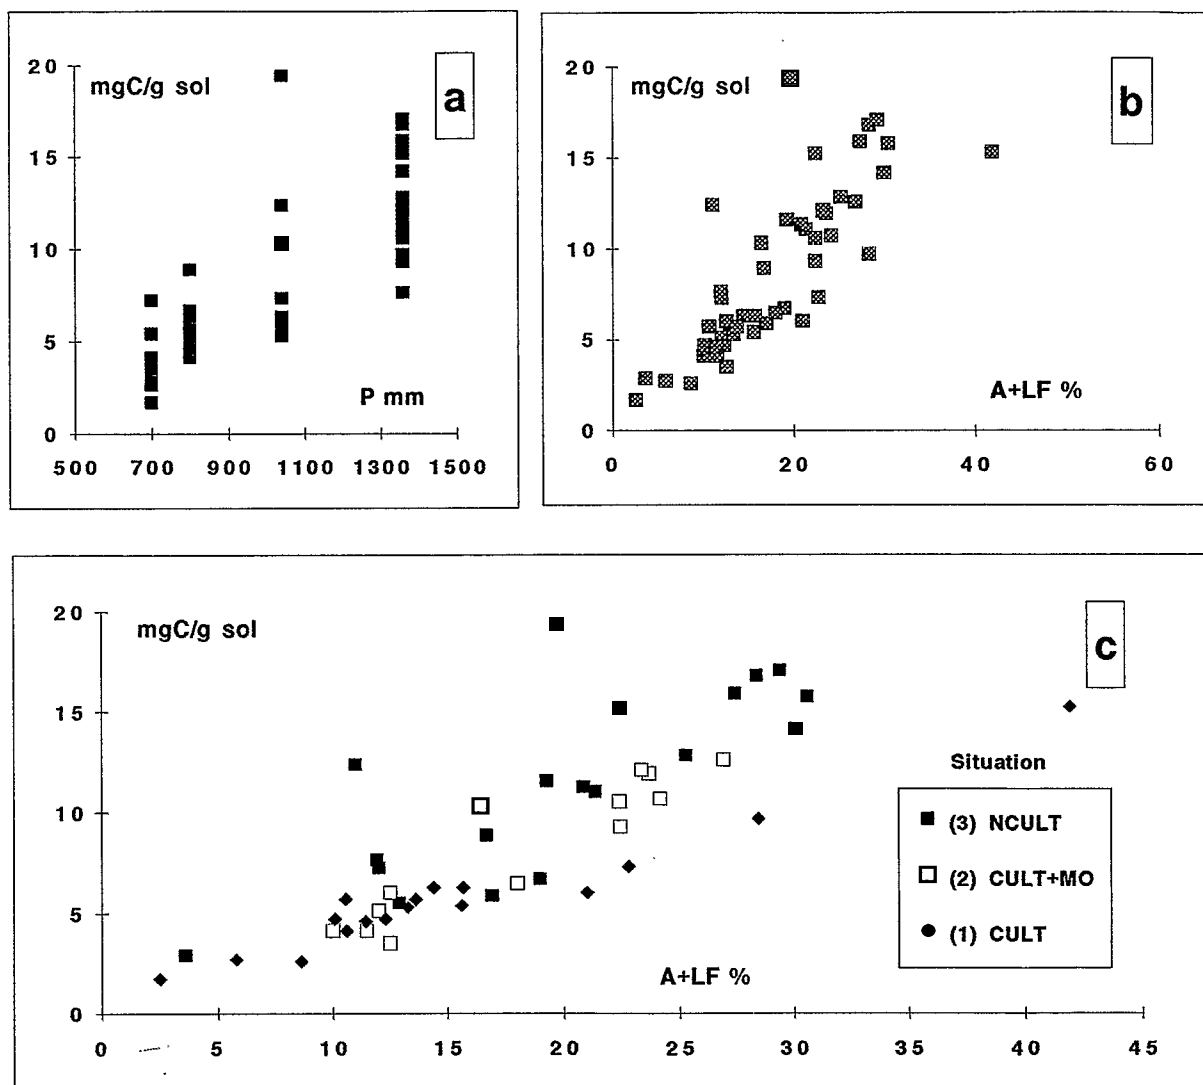 mgC/g sol
a
20
15
10
5
0
P mm
500 700 900 1100 1300 1500
mgC/g sol
b
20
15
10
5
0
A+LF %
0 20 40 60
mgC/g sol
c
20
15
10
5
0
Situation
(3) NCULT
(2) CULT+MO
(1) CULT
A+LF %
0 5 10 15 20 25 30 35 40 45